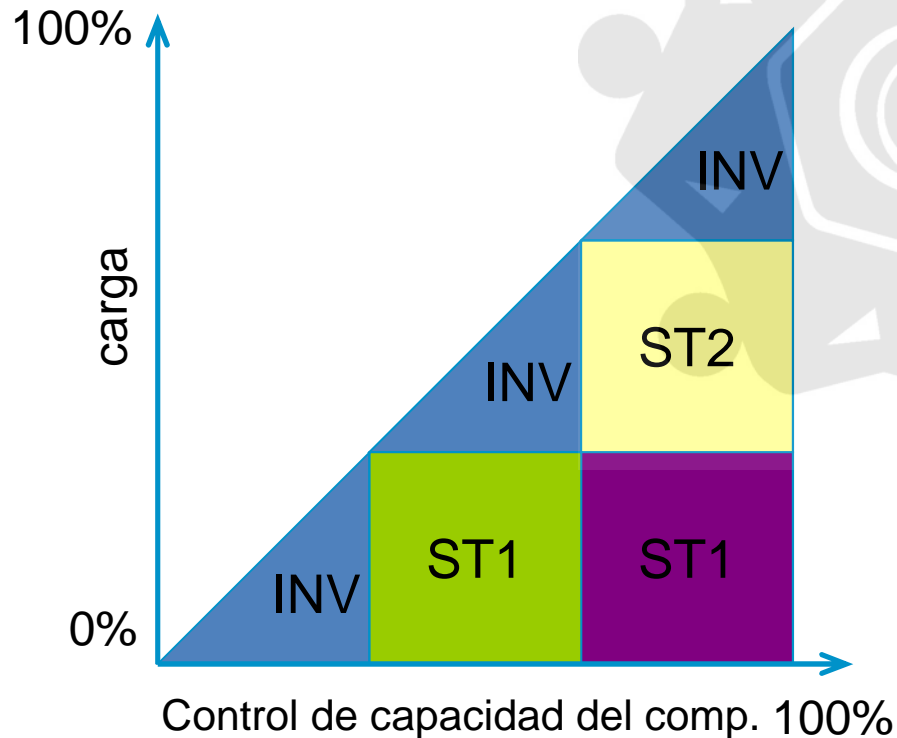 100%
INV
carga
ST2
INV
ST1
ST1
INV
0%
Control de capacidad del comp. 100%